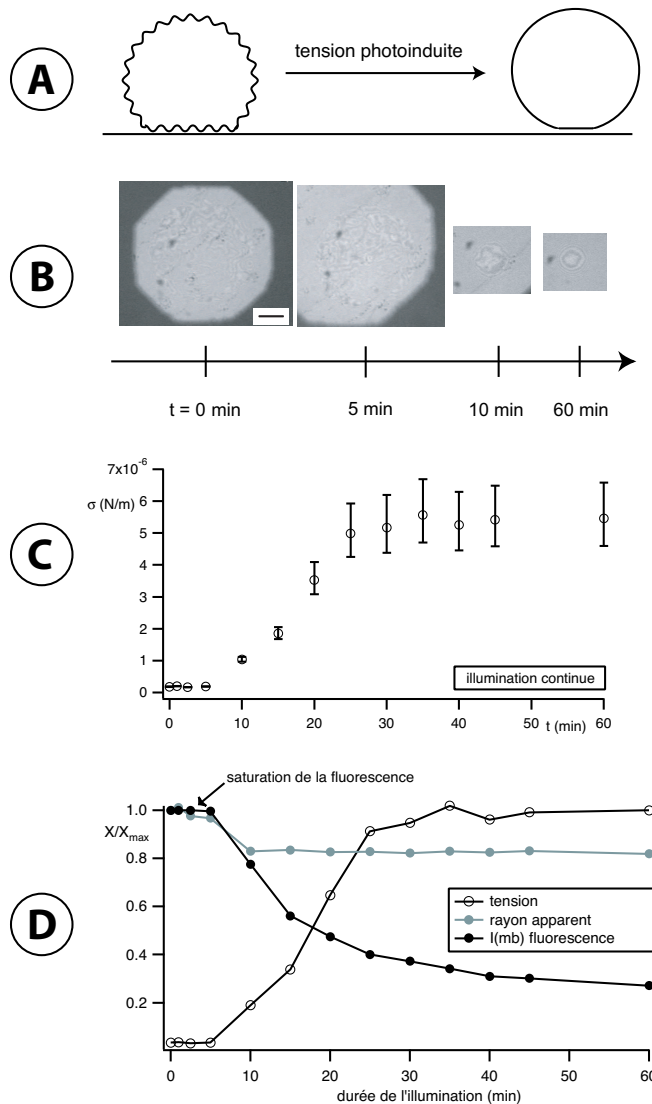 A
tension photoinduite
B
t = 0 min
5 min
10 min
60 min
C
7x10⁻⁶
σ (N/m)
6
5
4
3
2
1
0
illumination continue
0
10
20
30
40
50
t (min)
60
D
saturation de la fluorescence
1.0
X/Xmax
0.8
0.6
0.4
0.2
tension
rayon apparent
I(mb) fluorescence
0
10
20
30
40
50
60
durée de l'illumination (min)